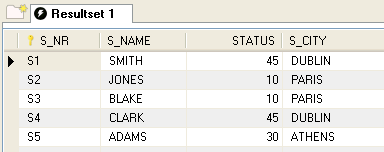 Resultset 1
S_NR S_NAME STATUS S_CITY
S1 SMITH 45 DUBLIN
S2 JONES 10 PARIS
S3 BLAKE 10 PARIS
S4 CLARK 45 DUBLIN
S5 ADAMS 30 ATHENS